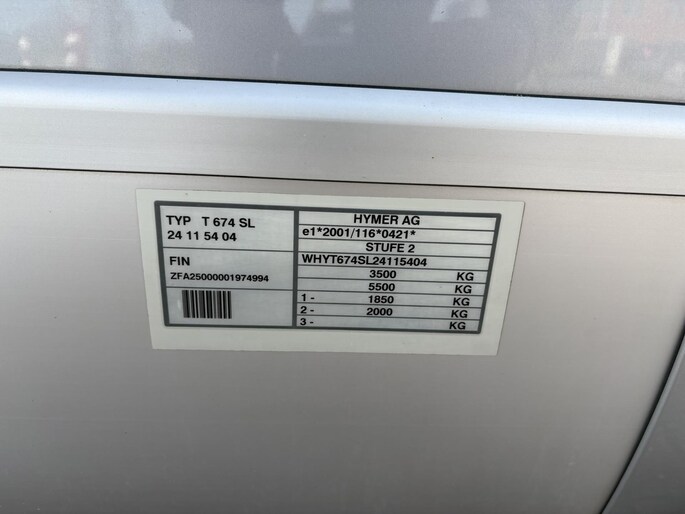 TYP T 674 SL
24 11 54 04
FIN
ZFA25000001974994
HYMER AG
e1*2001/116*0421*
STUFE 2
WHYT674SL24115404
3500 KG
5500 KG
1 - 1850 KG
2 - 2000 KG
3 - KG